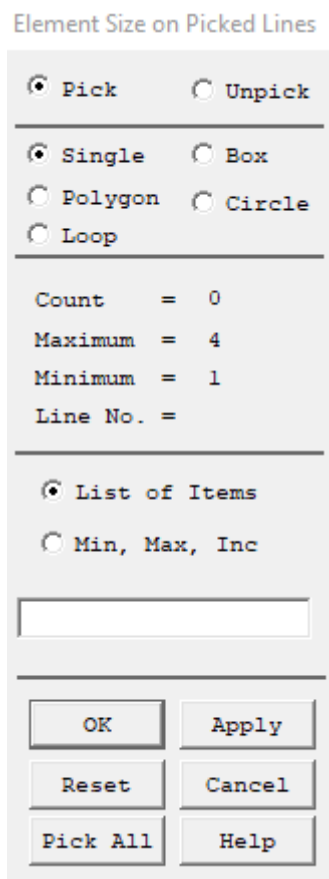 Element Size on Picked Lines
Pick Unpick
Single Box
Polygon Circle
Loop
Count = 0
Maximum = 4
Minimum = 1
Line No. =
List of Items
Min, Max, Inc
OK Apply
Reset Cancel
Pick All Help